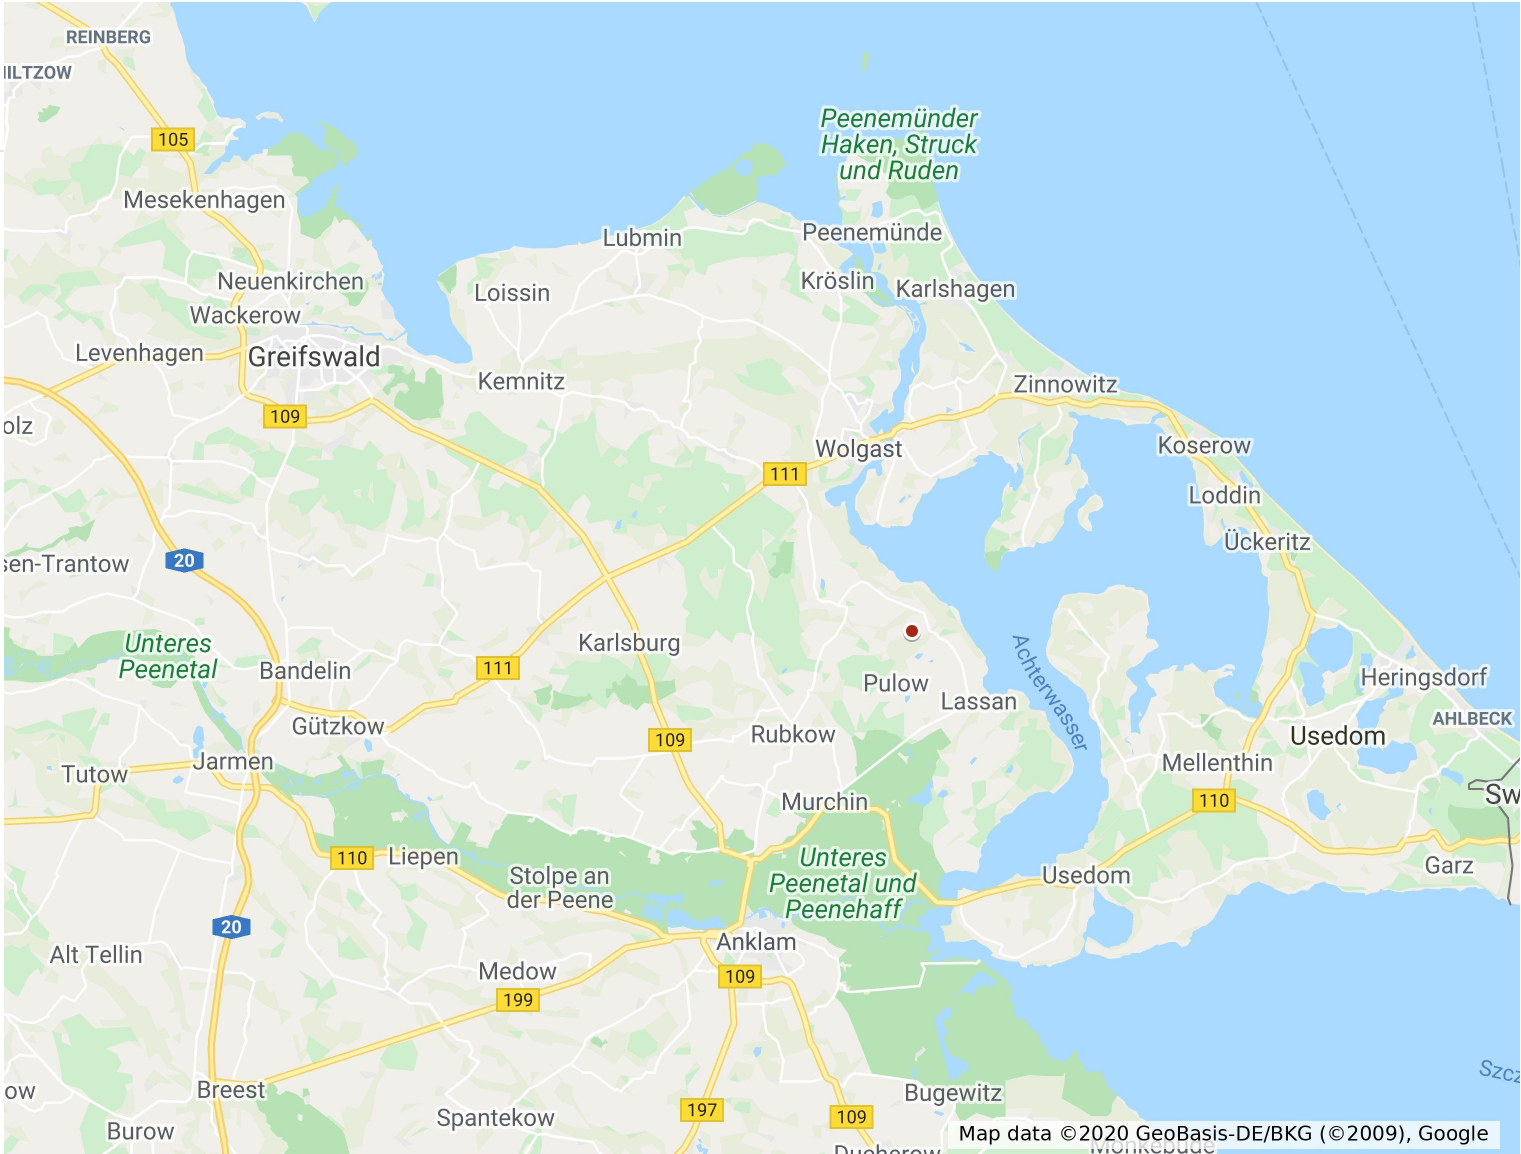 REINBERG
105
Mesekenhagen
Peenemünder
Haken, Struck
und Ruden
Lubmin
Peenemünde
Neuenkirchen
Loissin
Kröslin
Karlshagen
Wackerow
Levenhagen
Greifswald
Kemnitz
Zinnowitz
109
Wolgast
Koserow
111
Loddin
Ückeritz
20
sen-Trantow
Unteres
Peenetal
Karlsburg
Bandelin
111
Achterwasser
Pulow
Lassan
Heringsdorf
AHLBECK
Gützkow
109
Rubkow
Usedom
Jarmen
Tutow
Mellenthin
Murchin
110
Sw
110
Liepen
Unteres
Peenetal und
Peenehaff
Stolpe an
der Peene
Usedom
Garz
20
Alt Tellin
Anklam
Medow
109
199
Breest
Bugewitz
Szcz
197
109
Spantekow
Burow
Map data ©2020 GeoBasis-DE/BKG (©2009), Google